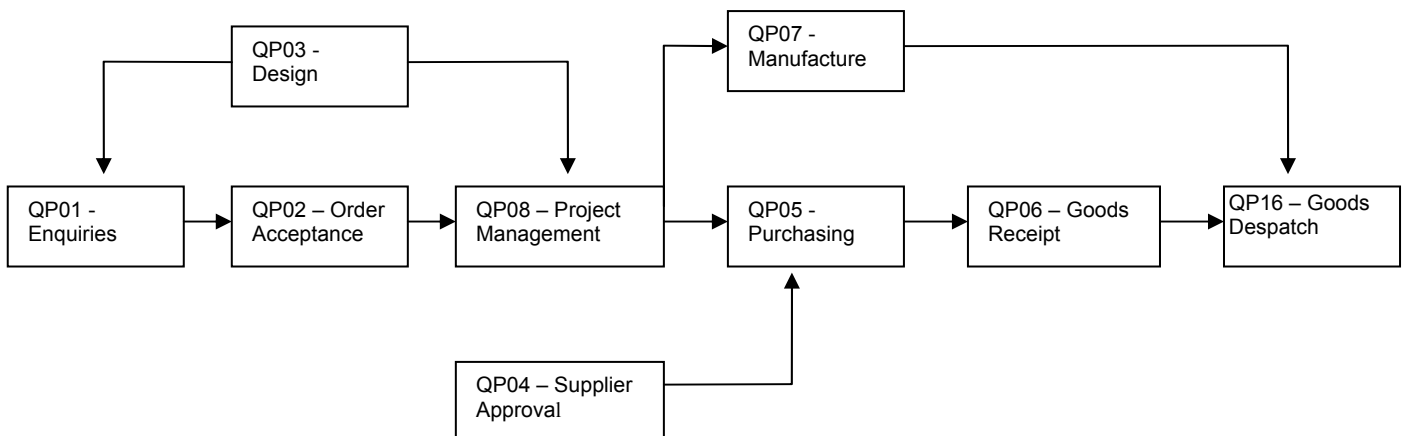 QP03 -
Design
QP07 -
Manufacture
QP01 -
Enquiries
QP02 – Order
Acceptance
QP08 – Project
Management
QP05 -
Purchasing
QP06 – Goods
Receipt
QP16 – Goods
Despatch
QP04 – Supplier
Approval